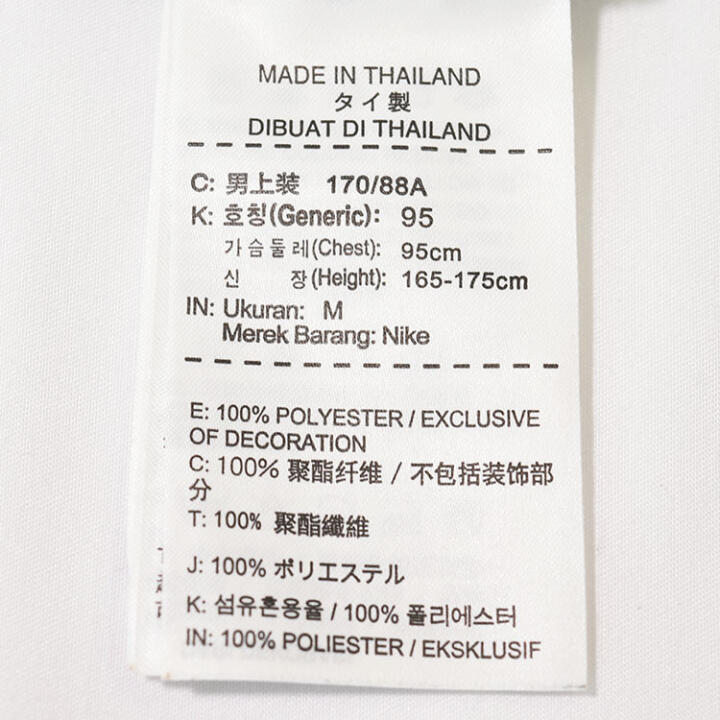 MADE IN THAILAND
タイ製
DIBUAT DI THAILAND
C: 男上装 170/88A
K: 호칭(Generic): 95
가슴둘레(Chest): 95cm
신 장(Height): 165-175cm
IN: Ukuran: M
Merek Barang: Nike
E: 100% POLYESTER / EXCLUSIVE
OF DECORATION
C: 100% 聚酯纤维 / 不包括装饰部
分
T: 100% 聚酯纖維
J: 100% ポリエステル
K: 섬유혼용율 / 100% 폴리에스터
IN: 100% POLIESTER / EKSKLUSIF